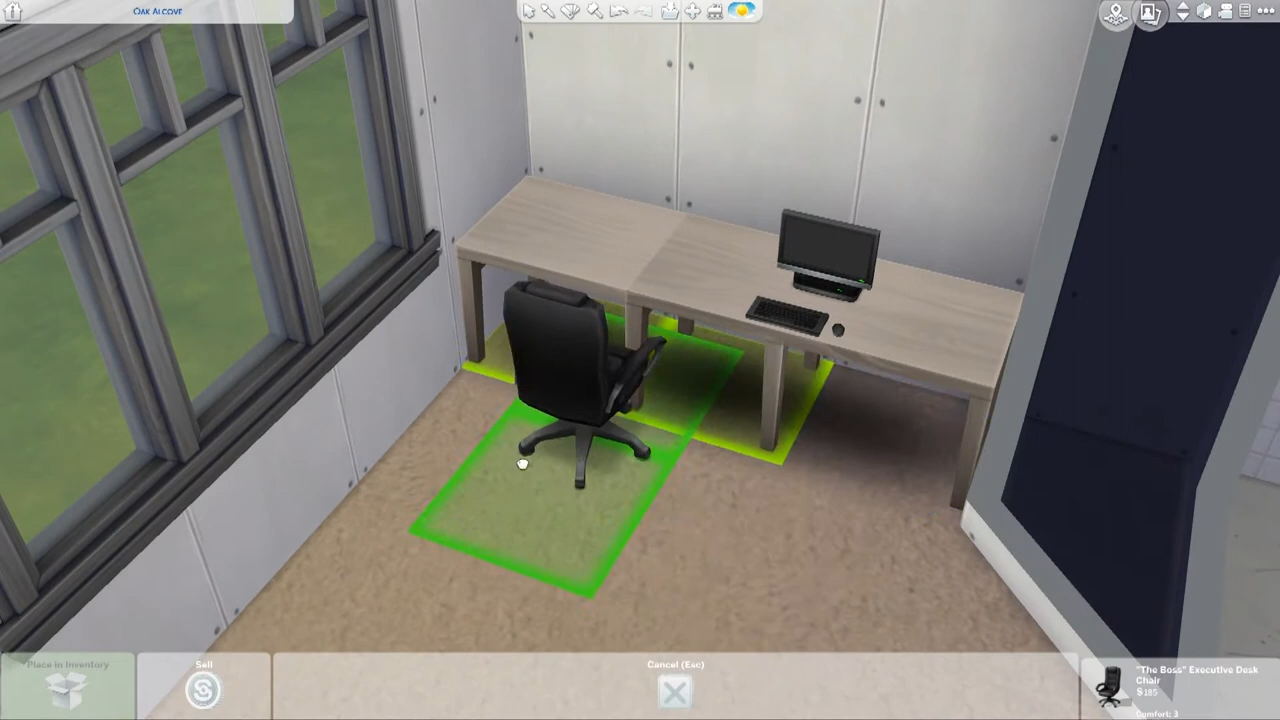 Oak Alcove
Place in Inventory
Sell
Cancel (Esc)
"The Boss" Executive Desk
Chair
§185
Comfort: 3